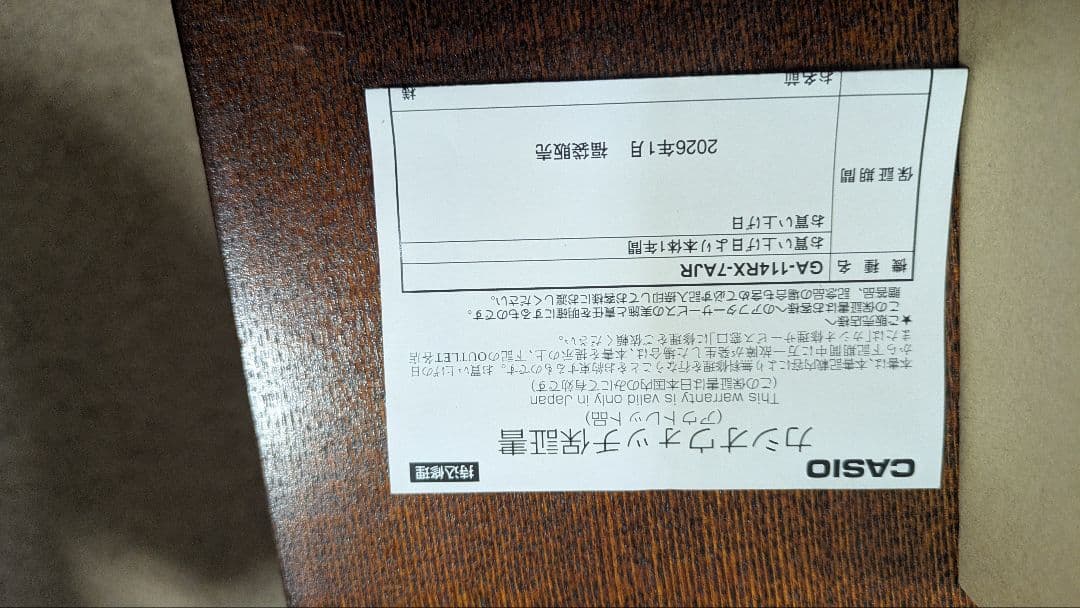 CASIO
持込修理
カシオウォッチ保証書
(アウトレット品)
This warranty is valid only in Japan
(この保証書は日本国内のみにて有効です)
本書は、本書記載内容により無料修理を行なうことをお約束するものです。お買い上げの日
から下記期間中に万一故障が発生した場合は、本書を提示の上、下記のOUTLET各店
または「カシオ修理サービス窓口」に修理をご依頼ください。
★ご販売店様へ
この保証書はお客様へのアフターサービスの実施と責任を明確にするものです。
贈答品、記念品の場合も含めて必ず記入捺印してお客様にお渡しください。
機種名 GA-114RX-7AJR
保証期間 お買い上げ日より本体1年間
お買い上げ日
2026年1月 福袋販売
お名前 様